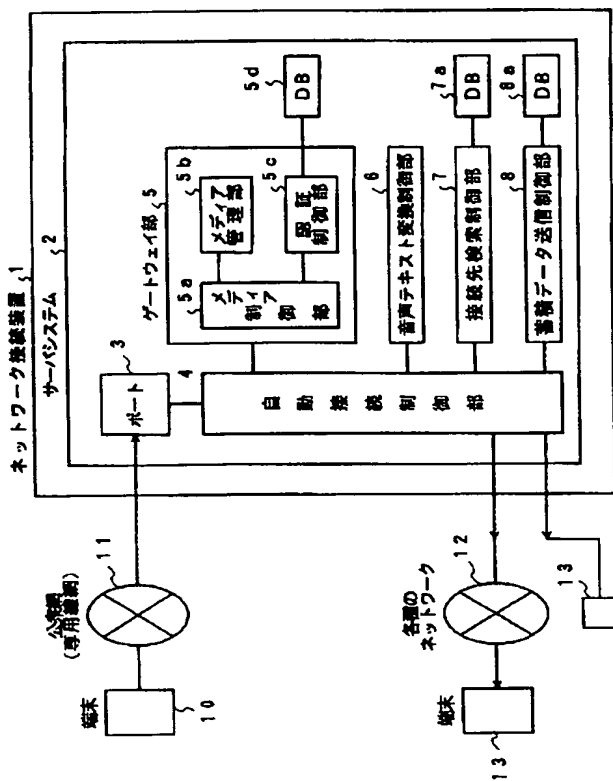 ネットワーク接続装置 1
サーバシステム 2
ゲートウェイ部 5
5a
メディア
制御部
5b
メディア
管理部
5c
認証
制御部
5d
DB
3
ポート
4
自動接続制御部
6
音声テキスト変換制御部
7
接続先検索制御部
7a
DB
8
蓄積データ送信制御部
8a
DB
公衆網
(専用線網)
11
端末
10
各種の
ネットワーク
12
端末
13
13